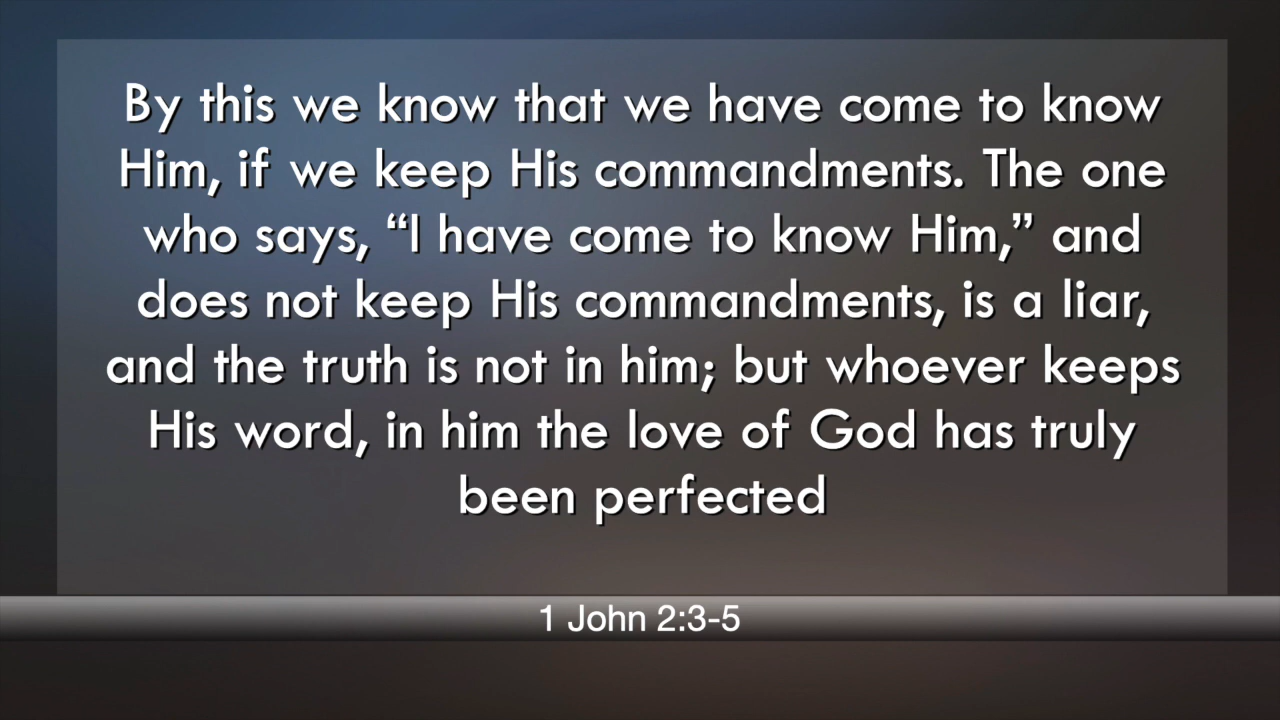 By this we know that we have come to know
Him, if we keep His commandments. The one
who says, “I have come to know Him,” and
does not keep His commandments, is a liar,
and the truth is not in him; but whoever keeps
His word, in him the love of God has truly
been perfected
1 John 2:3-5